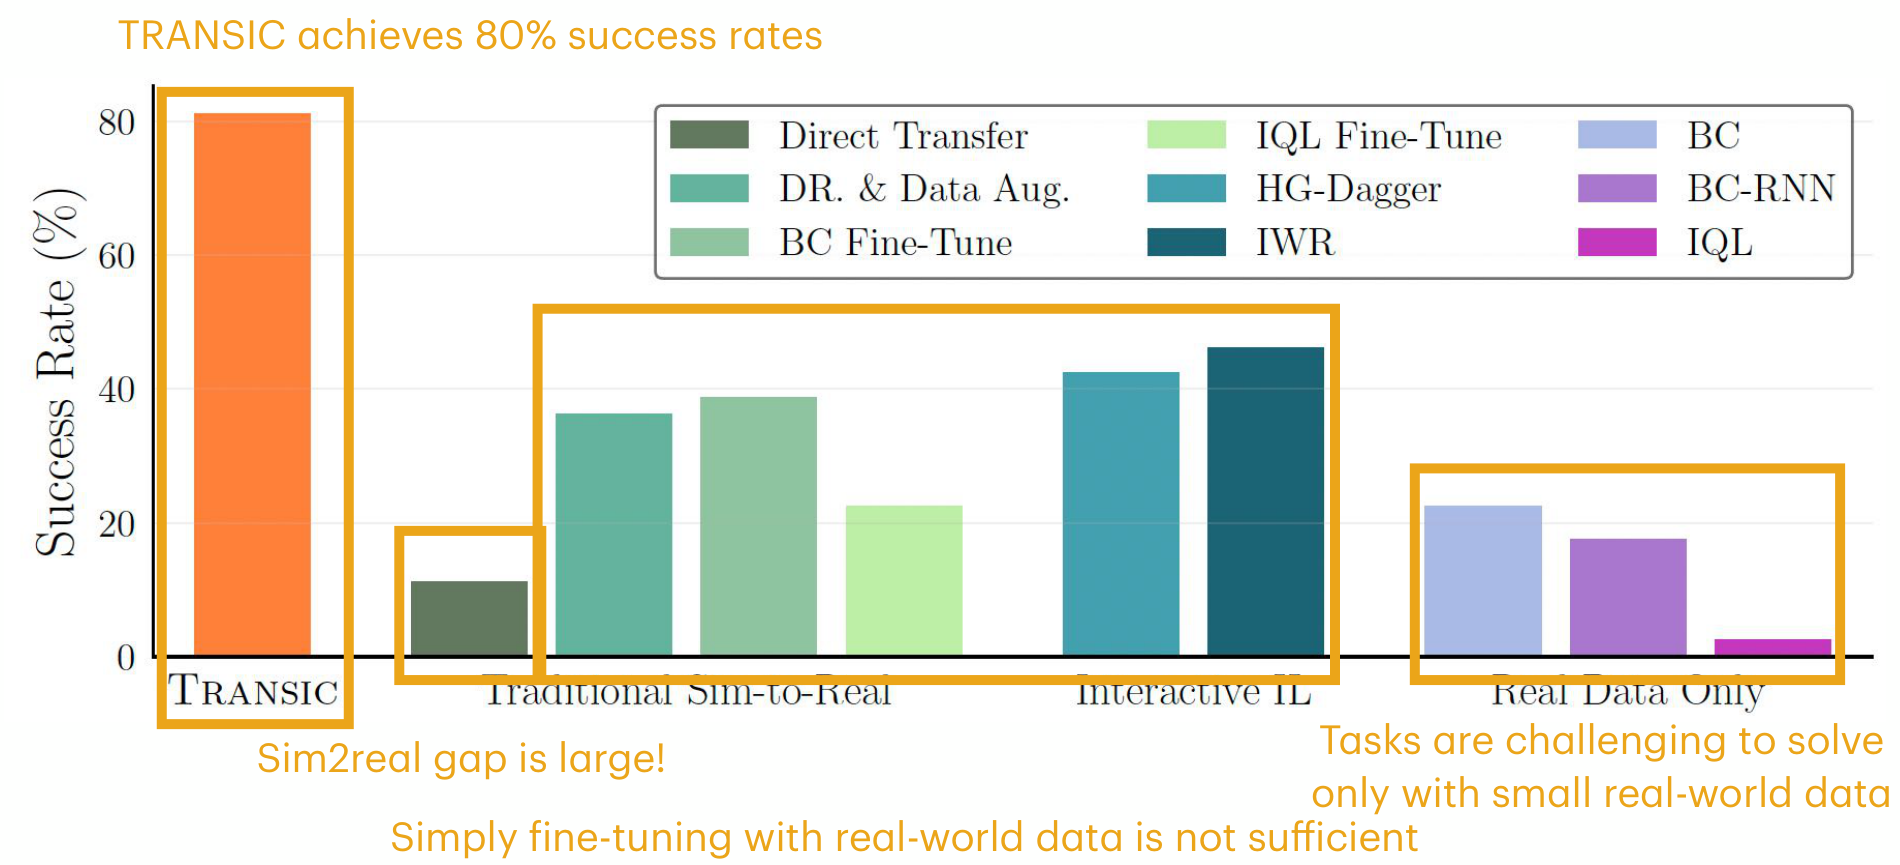 TRANSIC achieves 80% success rates
80
60
40
20
0
Success Rate (%)
Direct Transfer
DR. & Data Aug.
BC Fine-Tune
IQL Fine-Tune
HG-Dagger
IWR
BC
BC-RNN
IQL
TRANSIC
Traditional Sim-to-Real
Interactive IL
Real Data Only
Sim2real gap is large!
Tasks are challenging to solve
only with small real-world data
Simply fine-tuning with real-world data is not sufficient